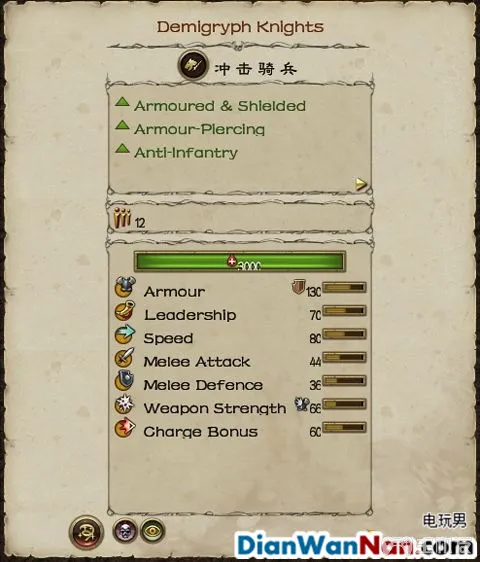 Demigryph Knights
冲击骑兵
Armoured & Shielded
Armour-Piercing
Anti-Infantry
12
3000
Armour 130
Leadership 70
Speed 80
Melee Attack 44
Melee Defence 36
Weapon Strength 66
Charge Bonus 60
电玩男
DianWanNan.com